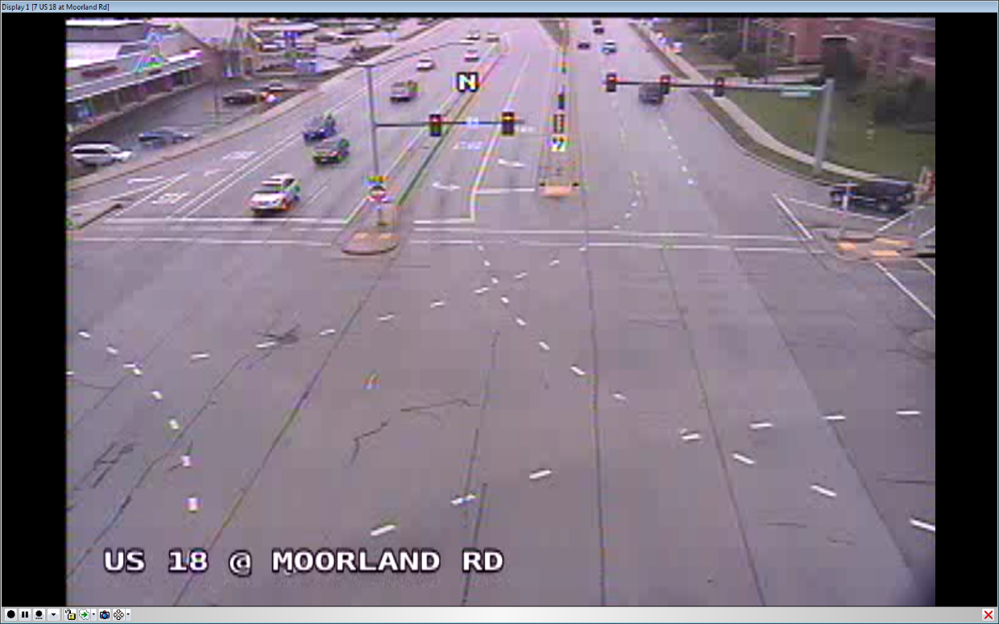 Display 1 [7 US 18 at Moorland Rd]
N
US 18 @ MOORLAND RD